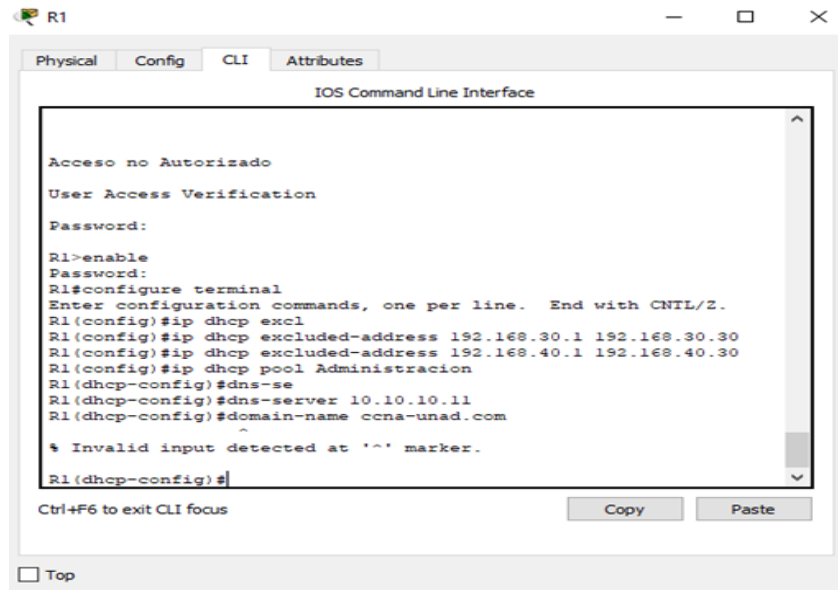 R1
Physical Config CLI Attributes
IOS Command Line Interface
Acceso no Autorizado
User Access Verification
Password:
R1>enable
Password:
R1#configure terminal
Enter configuration commands, one per line. End with CNTL/Z.
R1(config)#ip dhcp excl
R1(config)#ip dhcp excluded-address 192.168.30.1 192.168.30.30
R1(config)#ip dhcp excluded-address 192.168.40.1 192.168.40.30
R1(config)#ip dhcp pool Administracion
R1(dhcp-config)#dns-se
R1(dhcp-config)#dns-server 10.10.10.11
R1(dhcp-config)#domain-name ccna-unad.com
^
% Invalid input detected at '^' marker.
R1(dhcp-config)#
Ctrl+F6 to exit CLI focus
Copy Paste
Top